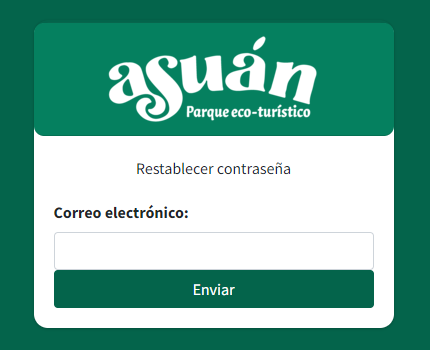 asuán
Parque eco-turístico
Restablecer contraseña
Correo electrónico:
Enviar